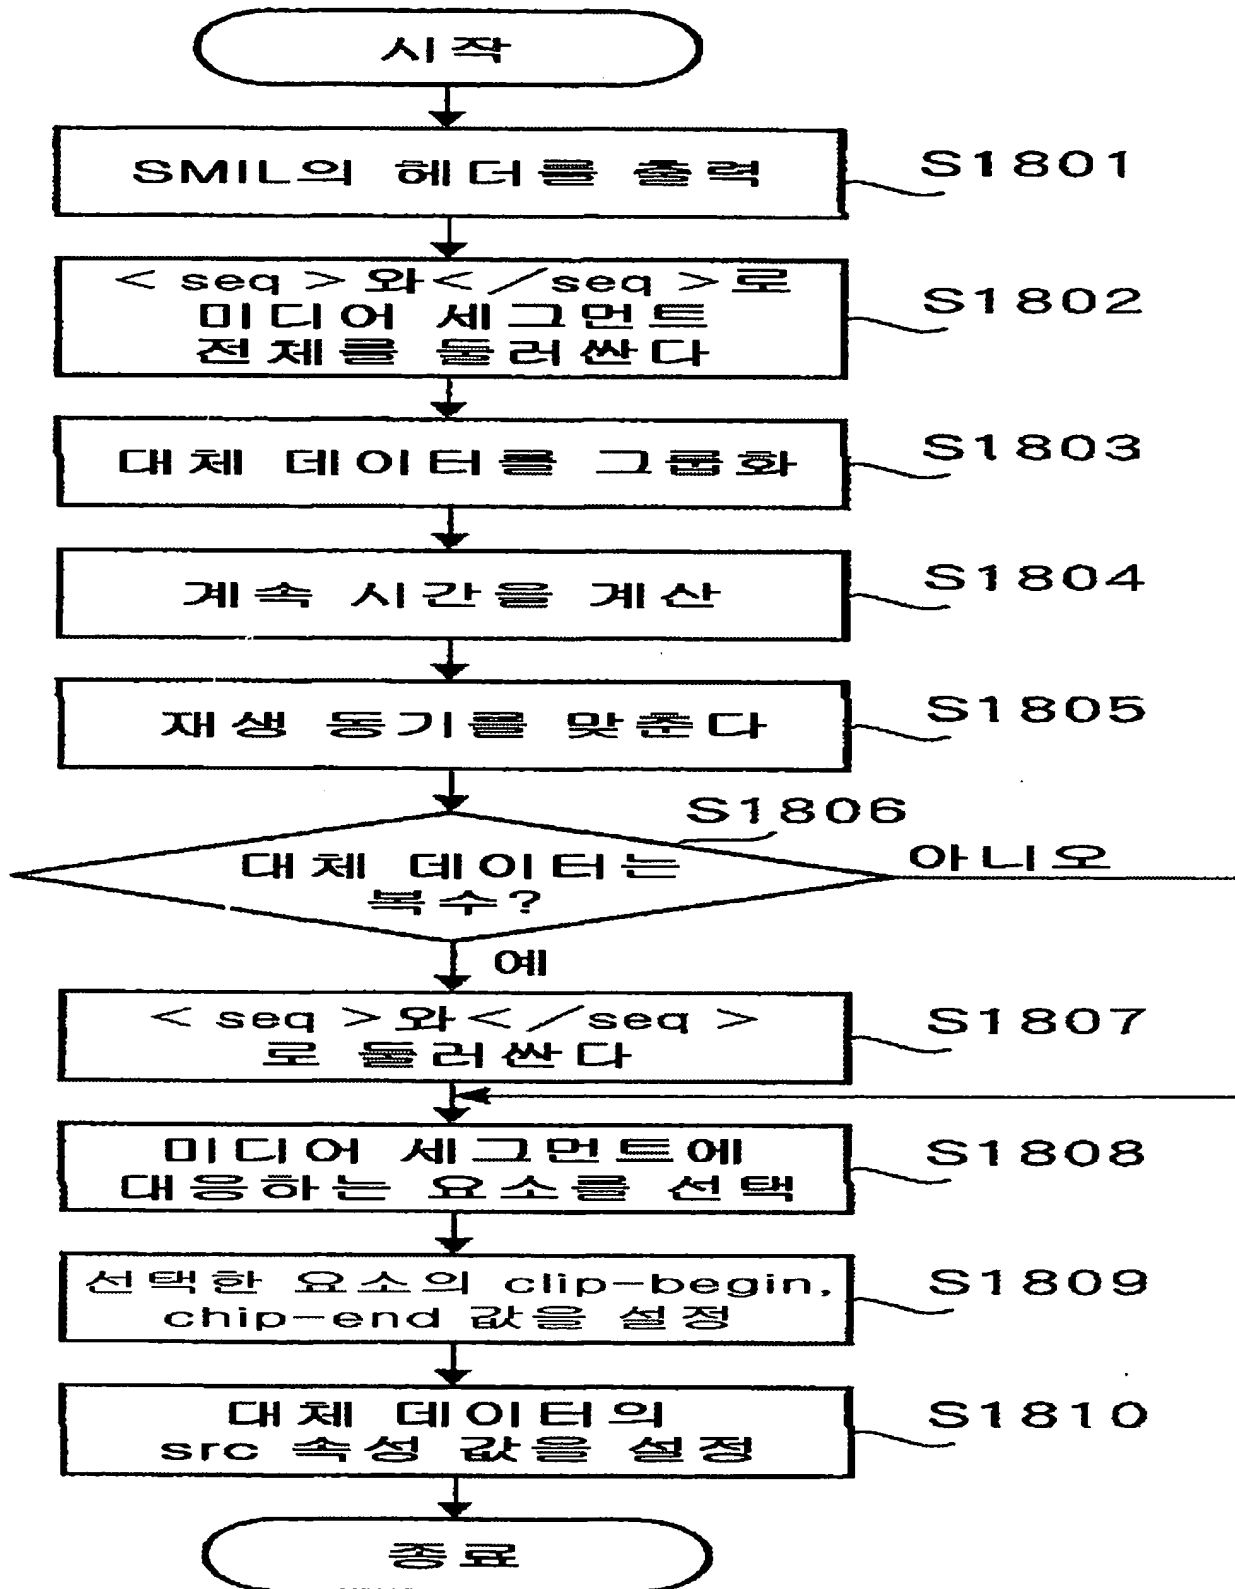 시작
SMIL의 헤더를 출력
S1801
< seq >와</seq >로
미디어 세그먼트
전체를 둘러싼다
S1802
대체 데이터를 그룹화
S1803
계속 시간을 계산
S1804
재생 동기를 맞춘다
S1805
S1806
대체 데이터는
복수?
아니오
예
< seq >와</seq >
로 둘러싼다
S1807
미디어 세그먼트에
대응하는 요소를 선택
S1808
선택한 요소의 clip-begin,
chip-end 값을 설정
S1809
대체 데이터의
src 속성 값을 설정
S1810
종료